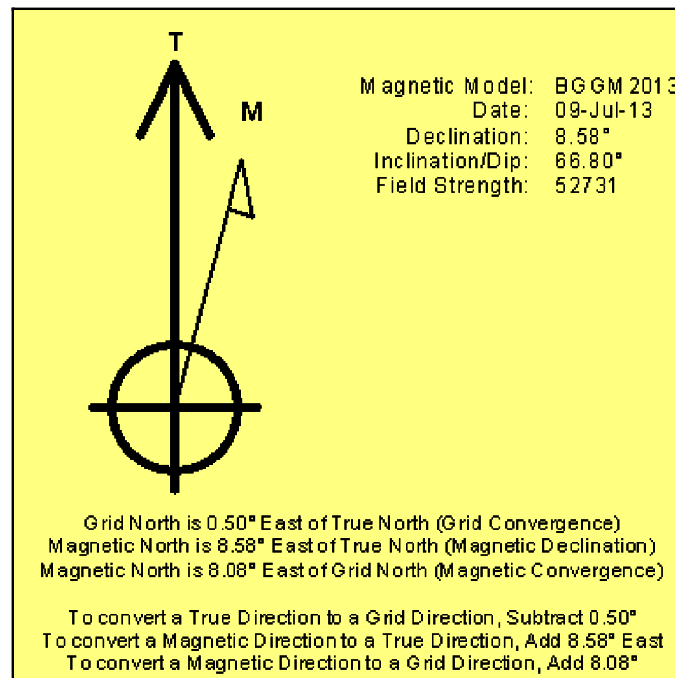 T
M
Magnetic Model: BGGM 2013
Date: 09-Jul-13
Declination: 8.58°
Inclination/Dip: 66.80°
Field Strength: 52731
Grid North is 0.50° East of True North (Grid Convergence)
Magnetic North is 8.58° East of True North (Magnetic Declination)
Magnetic North is 8.08° East of Grid North (Magnetic Convergence)
To convert a True Direction to a Grid Direction, Subtract 0.50°
To convert a Magnetic Direction to a True Direction, Add 8.58° East
To convert a Magnetic Direction to a Grid Direction, Add 8.08°